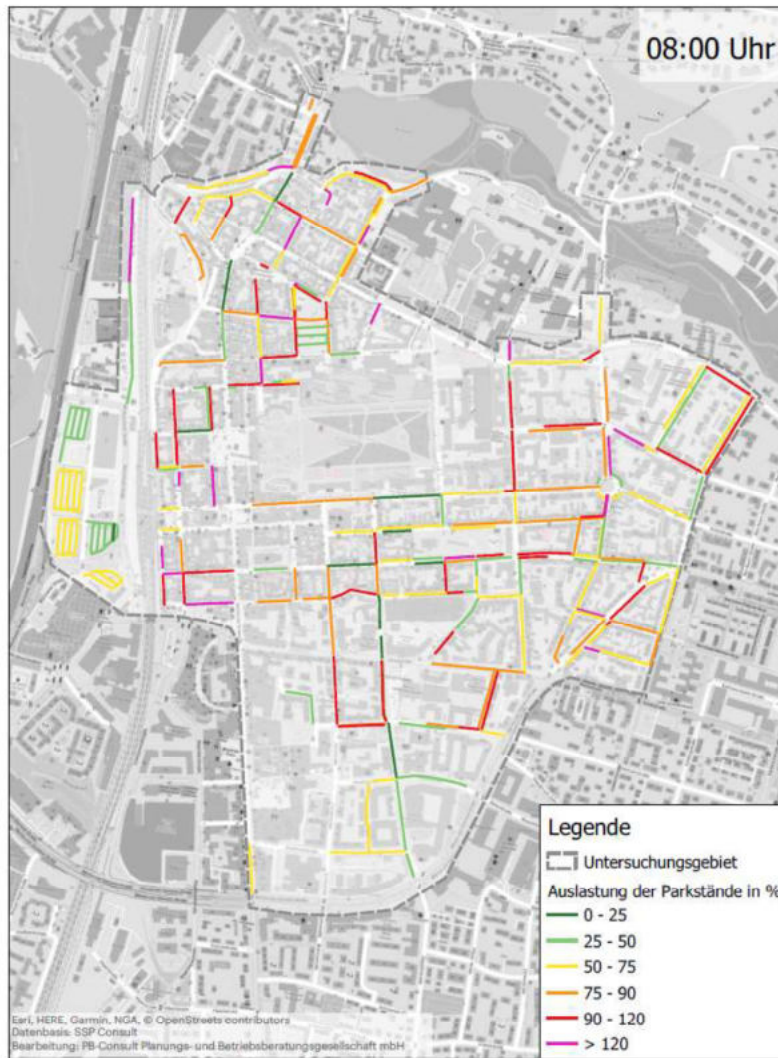 08:00 Uhr
Legende
Untersuchungsgebiet
Auslastung der Parkstände in %
0 - 25
25 - 50
50 - 75
75 - 90
90 - 120
> 120
Esri, HERE, Garmin, NGA, © OpenStreets contributors
Datenbasis: SSP Consult
Bearbeitung: PB-Consult Planungs- und Betriebsberatungsgesellschaft mbH